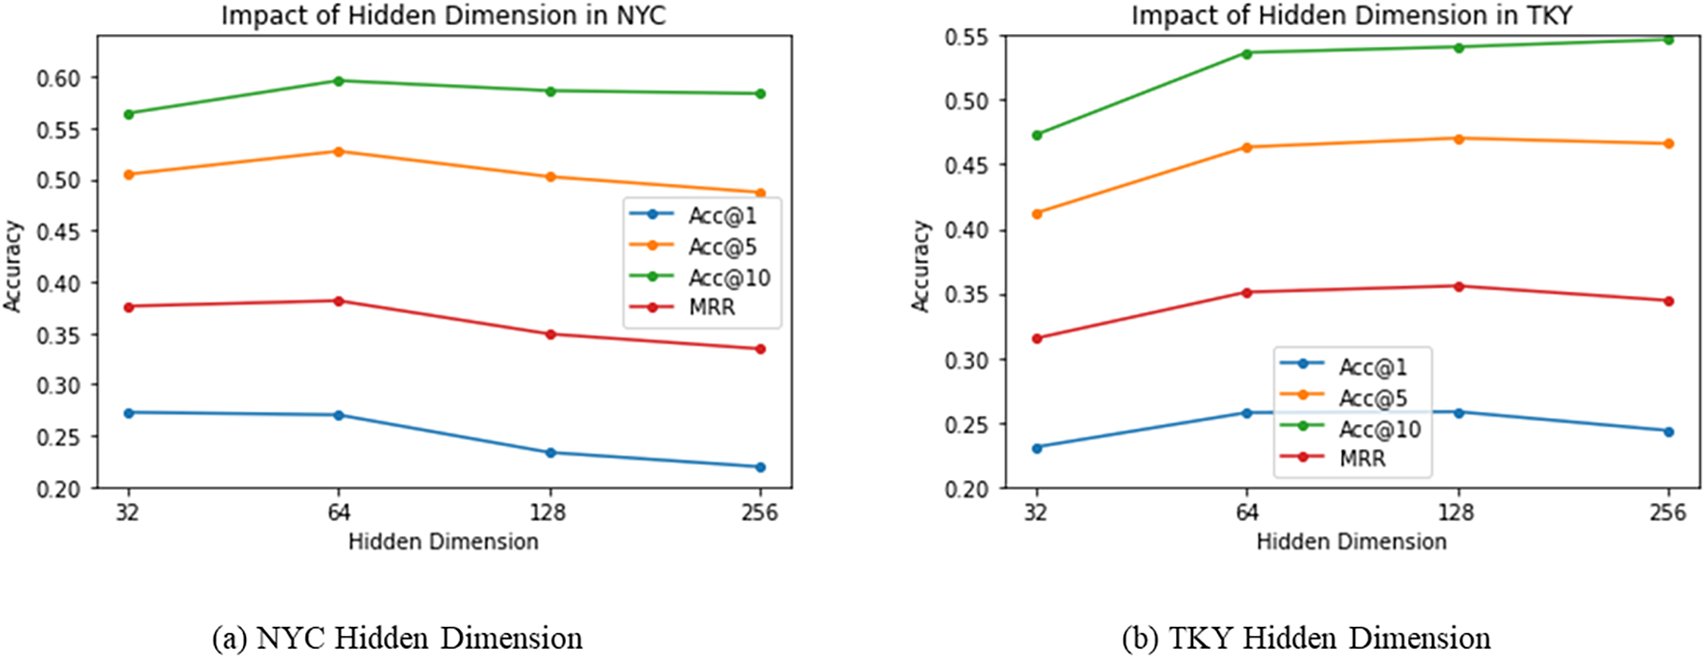 Impact of Hidden Dimension in NYC
Accuracy
0.60
0.55
0.50
0.45
0.40
0.35
0.30
0.25
0.20
Acc@1
Acc@5
Acc@10
MRR
32 64 128 256
Hidden Dimension
(a) NYC Hidden Dimension
Impact of Hidden Dimension in TKY
Accuracy
0.55
0.50
0.45
0.40
0.35
0.30
0.25
0.20
Acc@1
Acc@5
Acc@10
MRR
32 64 128 256
Hidden Dimension
(b) TKY Hidden Dimension